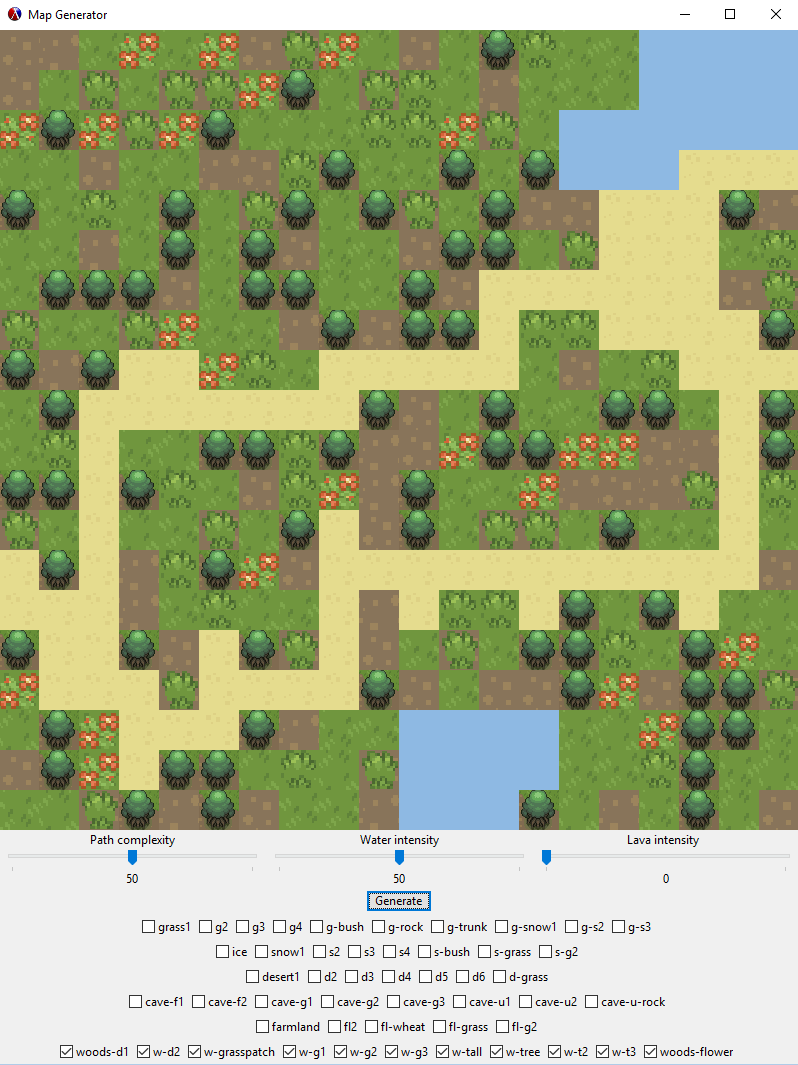 Map Generator
Path complexity Water intensity Lava intensity
50 50 0
Generate
grass1 g2 g3 g4 g-bush g-rock g-trunk g-snow1 g-s2 g-s3
ice snow1 s2 s3 s4 s-bush s-grass s-g2
desert1 d2 d3 d4 d5 d6 d-grass
cave-f1 cave-f2 cave-g1 cave-g2 cave-g3 cave-u1 cave-u2 cave-u-rock
farmland fl2 fl-wheat fl-grass fl-g2
woods-d1 w-d2 w-grasspatch w-g1 w-g2 w-g3 w-tall w-tree w-t2 w-t3 woods-flower